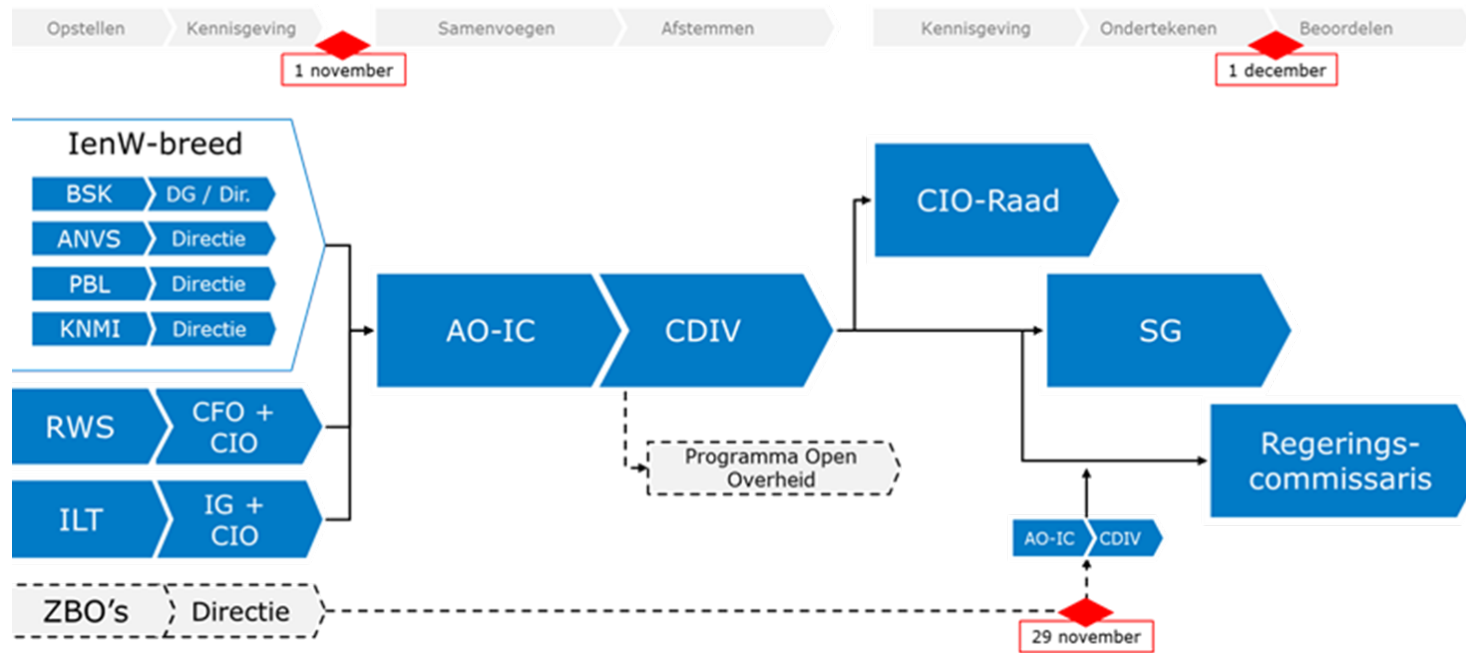 Opstellen
Kennisgeving
Samenvoegen
Afstemmen
Kennisgeving
Ondertekenen
Beoordelen
1 november
1 december
IenW-breed
BSK
DG / Dir.
ANVS
Directie
PBL
Directie
KNMI
Directie
RWS
CFO +
CIO
ILT
IG +
CIO
ZBO's
Directie
AO-IC
CDIV
Programma Open
Overheid
CIO-Raad
SG
Regerings-
commissaris
AO-IC
CDIV
29 november